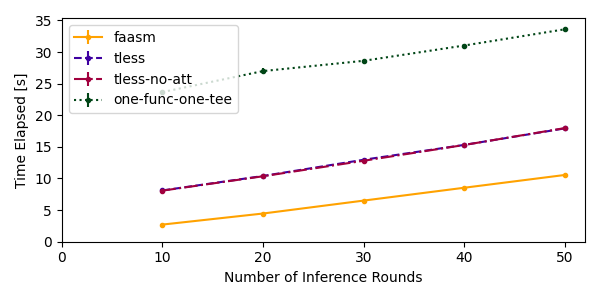 35
30
25
20
15
10
5
0
Time Elapsed [s]
faasm
tless
tless-no-att
one-func-one-tee
0 10 20 30 40 50
Number of Inference Rounds